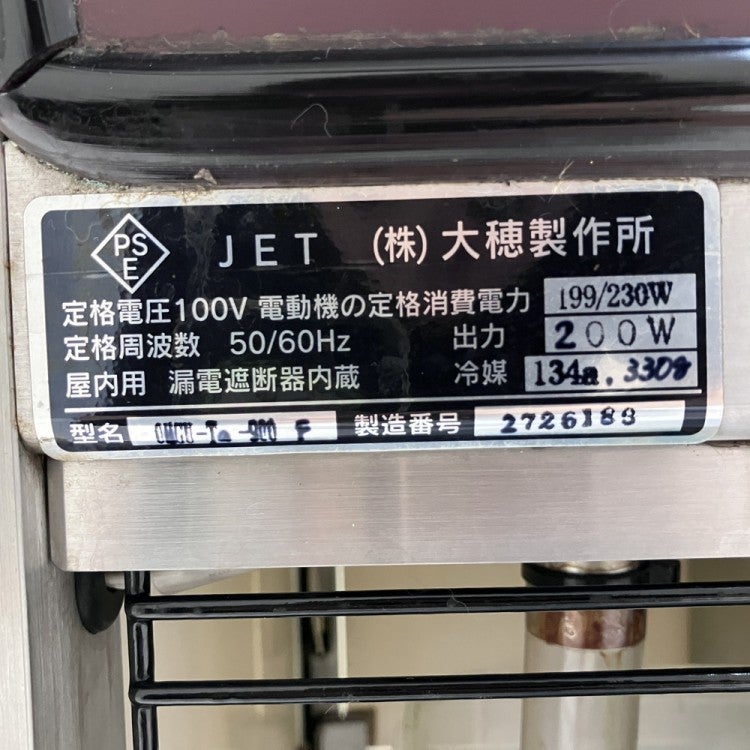 PSE JET (株)大穂製作所
定格電圧100V 電動機の定格消費電力 199/230W
定格周波数 50/60Hz 出力 200W
屋内用 漏電遮断器内蔵 冷媒 134a, 330g
型名 製造番号 2726188